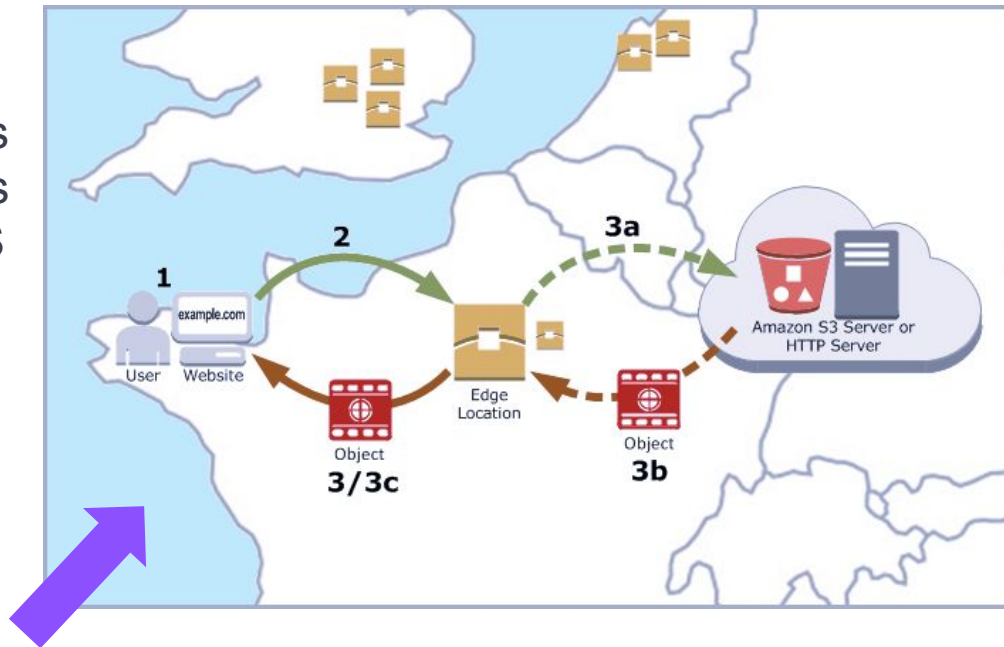 s
s
S
1
2
3a
example.com
User
Website
Edge
Location
Amazon S3 Server or
HTTP Server
Object
3/3c
Object
3b